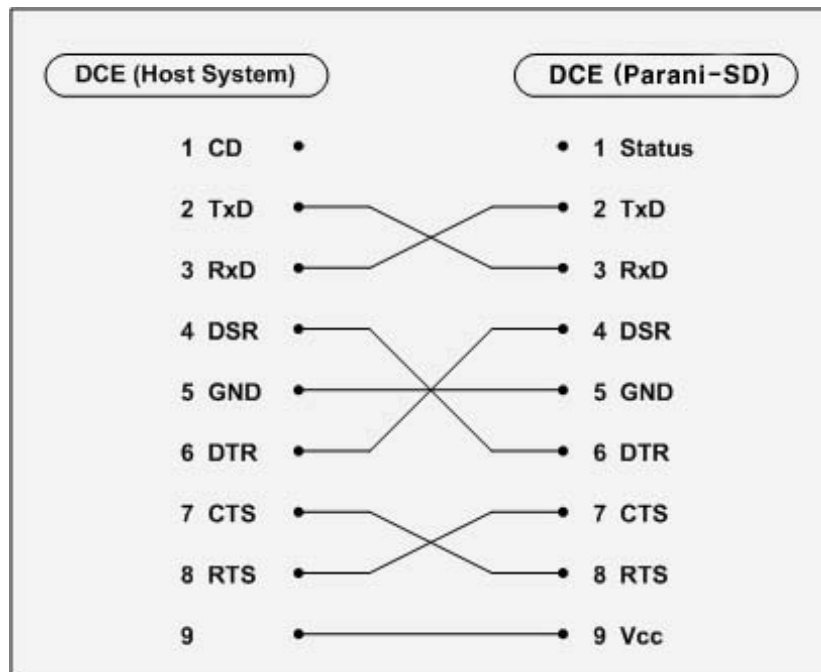 DCE (Host System) DCE (Parani-SD)
1 CD 1 Status
2 TxD 2 TxD
3 RxD 3 RxD
4 DSR 4 DSR
5 GND 5 GND
6 DTR 6 DTR
7 CTS 7 CTS
8 RTS 8 RTS
9 9 Vcc